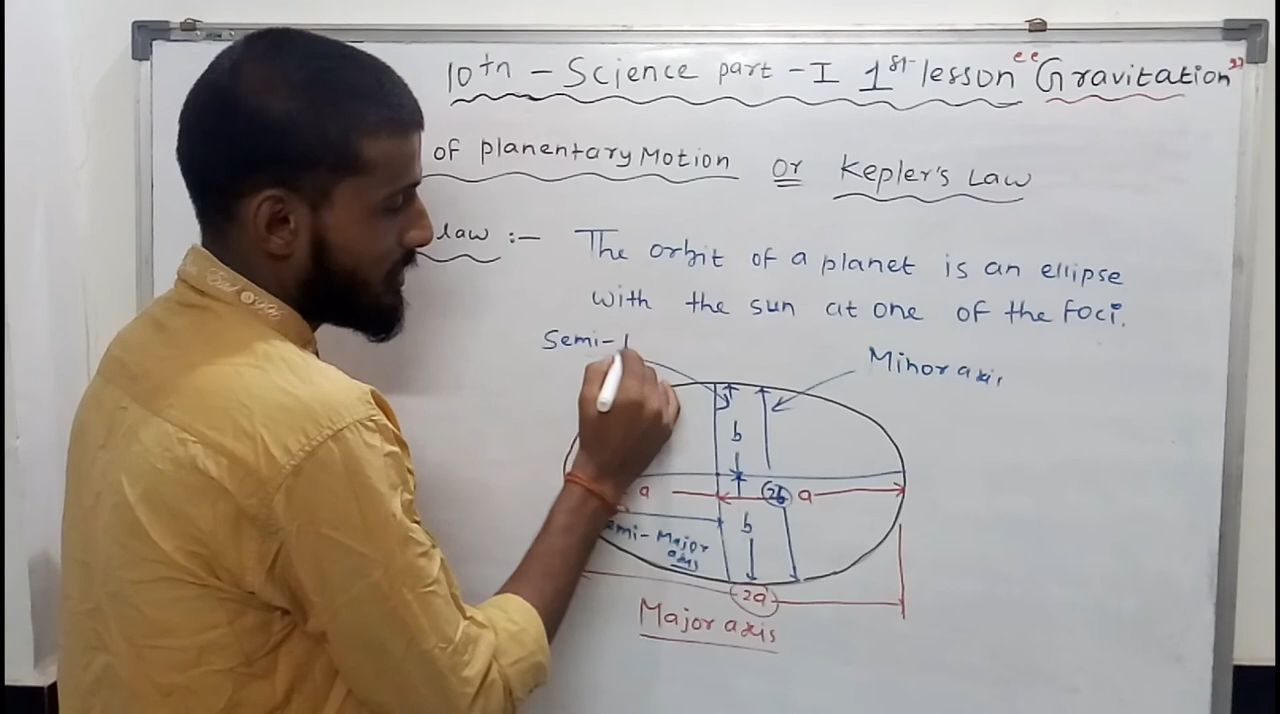 10th - Science part - I 1st lesson "Gravitation"
of planentary Motion or Kepler's Law
law :- The orbit of a planet is an ellipse
with the sun at one of the foci.
Semi-
Minor axis
b
a 2b a
b
emi-Major
axis
2a
Major axis